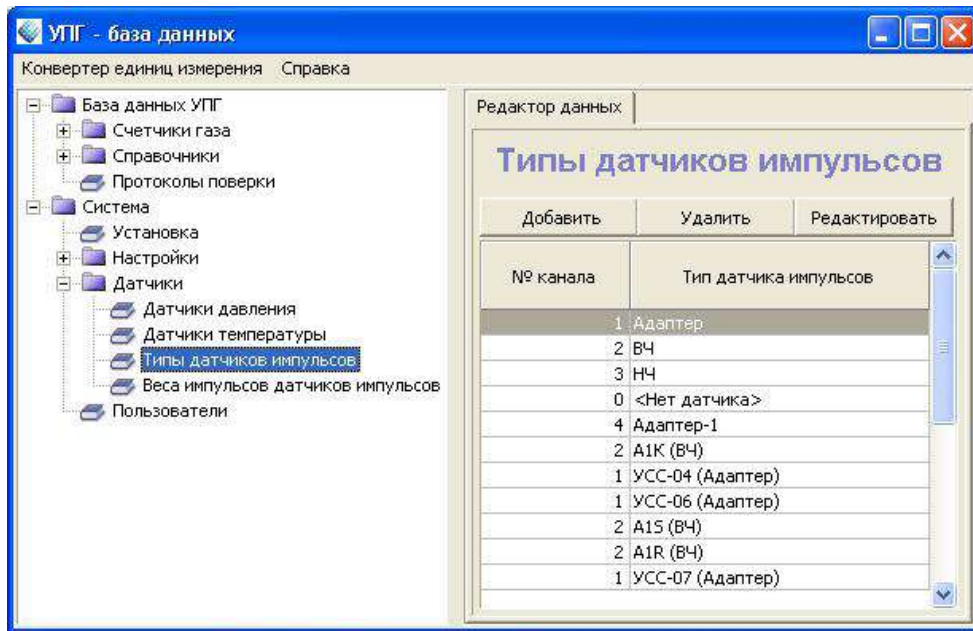 УПГ - база данных
Конвертер единиц измерения Справка
База данных УПГ
Счетчики газа
Справочники
Протоколы поверки
Система
Установка
Настройки
Датчики
Датчики давления
Датчики температуры
Типы датчиков импульсов
Веса импульсов датчиков импульсов
Пользователи
Редактор данных
Типы датчиков импульсов
Добавить Удалить Редактировать
№ канала Тип датчика импульсов
1 Адаптер
2 ВЧ
3 НЧ
0 <Нет датчика>
4 Адаптер-1
2 А1К (ВЧ)
1 УСС-04 (Адаптер)
1 УСС-06 (Адаптер)
2 A1S (ВЧ)
2 A1R (ВЧ)
1 УСС-07 (Адаптер)